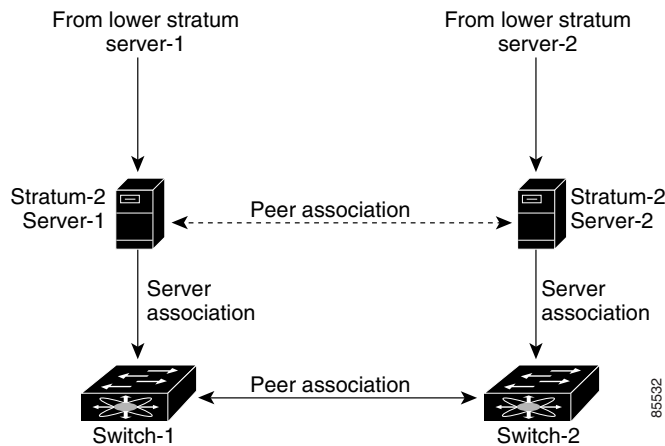 From lower stratum
server-1
From lower stratum
server-2
Stratum-2
Server-1
Peer association
Stratum-2
Server-2
Server
association
Server
association
Peer association
Switch-1
Switch-2
85532